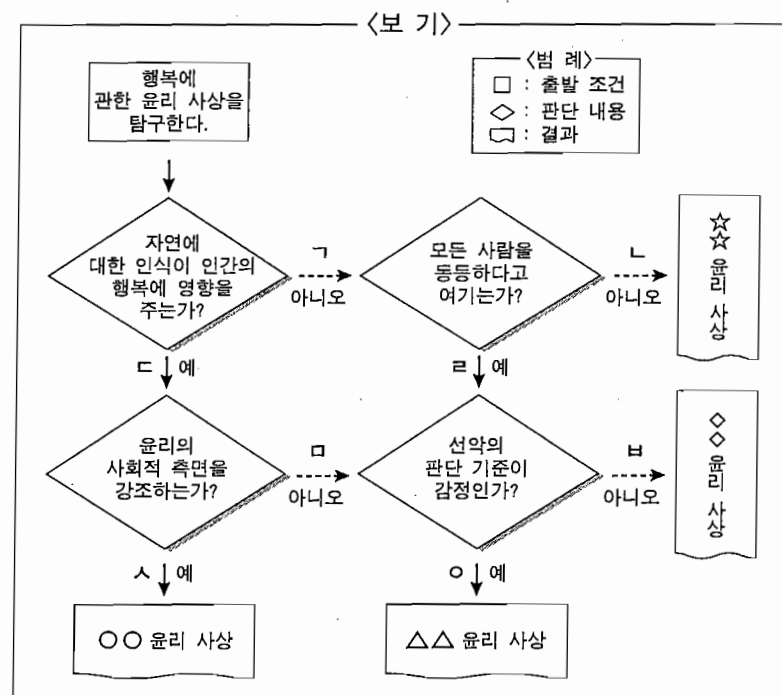 〈보 기〉
행복에
관한 윤리 사상을
탐구한다.
〈범 례〉
□ : 출발 조건
◇ : 판단 내용
: 결과
자연에
대한 인식이 인간의
행복에 영향을
주는가?
ㄱ
아니오
모든 사람을
동등하다고
여기는가?
ㄴ
아니오
☆☆ 윤리 사상
ㄷ 예
ㄹ 예
윤리의
사회적 측면을
강조하는가?
ㅁ
아니오
선악의
판단 기준이
감정인가?
ㅂ
아니오
◇◇ 윤리 사상
ㅅ 예
ㅇ 예
○○ 윤리 사상
△△ 윤리 사상